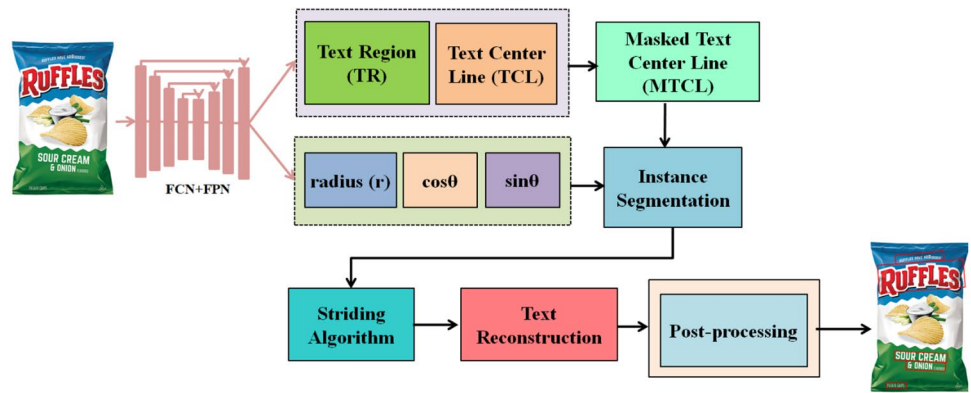 RUFFLES
SOUR CREAM
& ONION
FCN+FPN
Text Region
(TR)
Text Center
Line (TCL)
Masked Text
Center Line
(MTCL)
radius (r)
cosθ
sinθ
Instance
Segmentation
Striding
Algorithm
Text
Reconstruction
Post-processing
RUFFLES
SOUR CREAM
& ONION